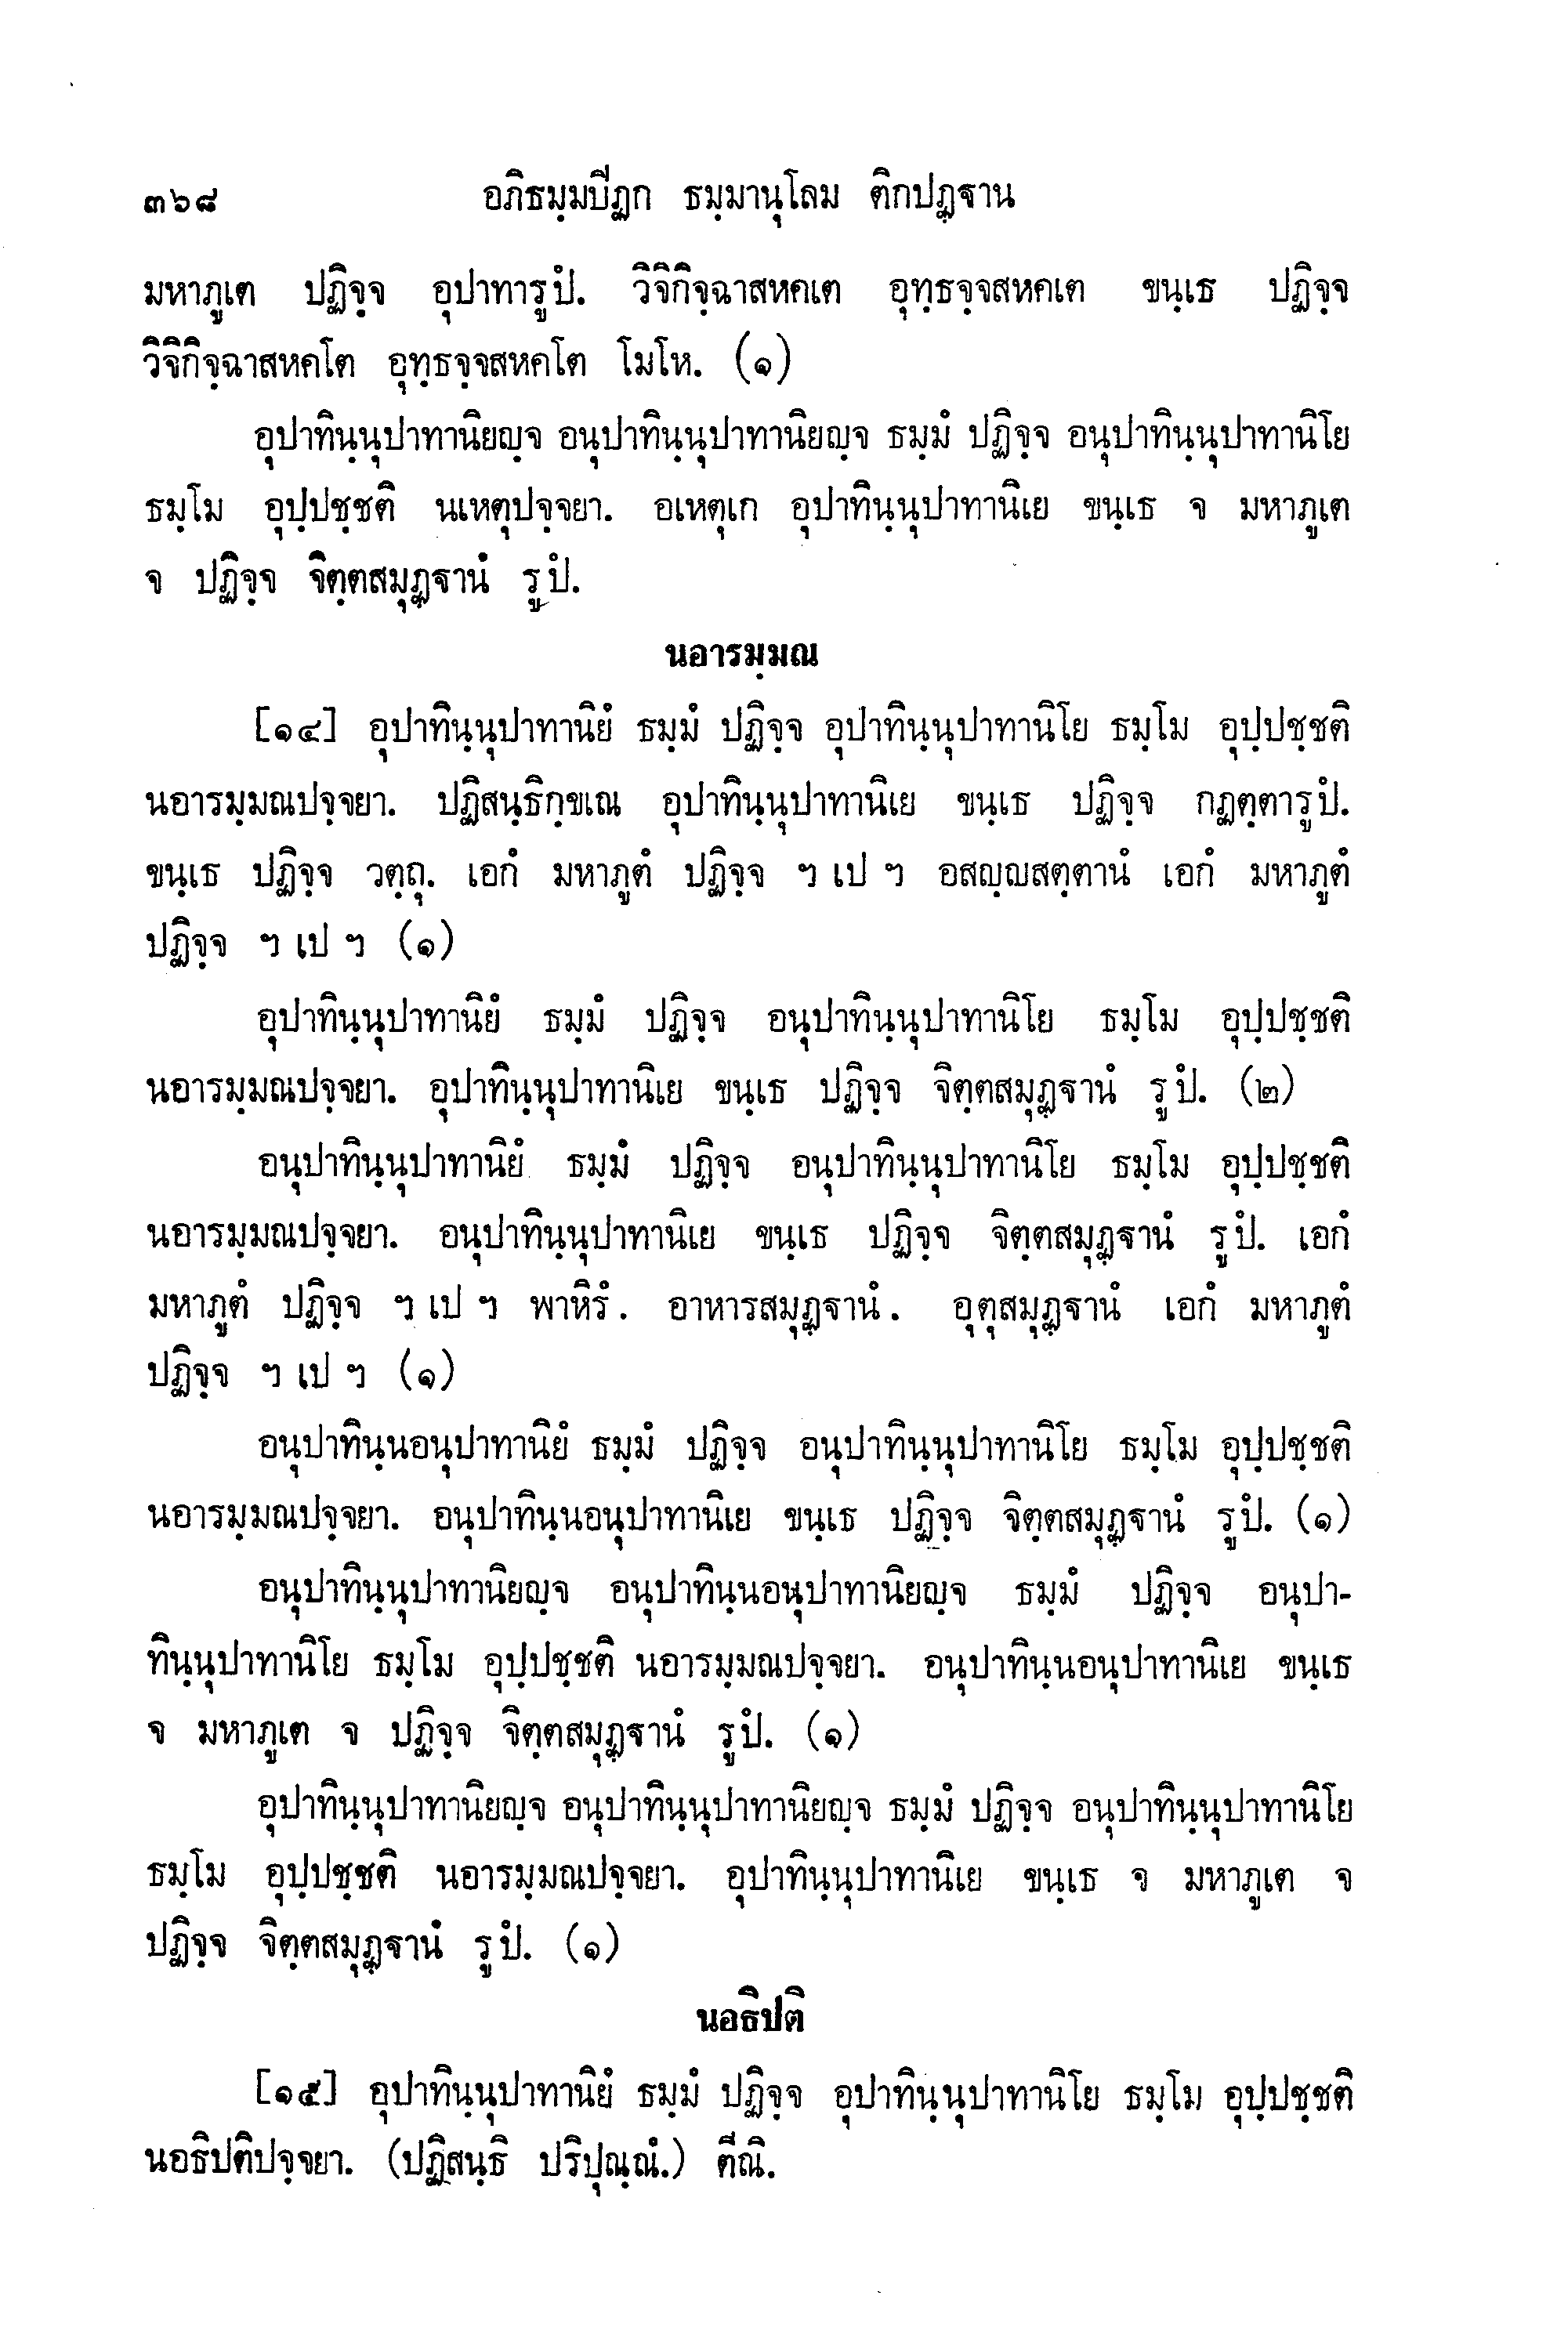 ๓๖๘ อภิธมฺมปีฏก ธมฺมานุโลม ติกปฏฺฐาน
มหาภูเต ปฏิจฺจ อุปาทารูปํ. วิจิกิจฺฉาสหคเต อุทฺธจฺจสหคเต ขนฺเธ ปฏิจฺจ
วิจิกิจฺฉาสหคโต อุทฺธจฺจสหคโต โมโห. (๑)
อุปาทินฺนุปาทานิยญฺจ อนุปาทินฺนุปาทานิยญฺจ ธมฺมํ ปฏิจฺจ อนุปาทินฺนุปาทานิโย
ธมฺโม อุปฺปชฺชติ นเหตุปจฺจยา. อเหตุเก อุปาทินฺนุปาทานิเย ขนฺเธ จ มหาภูเต
จ ปฏิจฺจ จิตฺตสมุฏฺฐานํ รูปํ.
นอารมฺมณ
[๑๔] อุปาทินฺนุปาทานิยํ ธมฺมํ ปฏิจฺจ อุปาทินฺนุปาทานิโย ธมฺโม อุปฺปชฺชติ
นอารมฺมณปจฺจยา. ปฏิสนฺธิกฺขเณ อุปาทินฺนุปาทานิเย ขนฺเธ ปฏิจฺจ กฏตฺตารูปํ.
ขนฺเธ ปฏิจฺจ วตฺถุ. เอกํ มหาภูตํ ปฏิจฺจ ฯ เป ฯ อสญฺญสตฺตานํ เอกํ มหาภูตํ
ปฏิจฺจ ฯ เป ฯ (๑)
อุปาทินฺนุปาทานิยํ ธมฺมํ ปฏิจฺจ อนุปาทินฺนุปาทานิโย ธมฺโม อุปฺปชฺชติ
นอารมฺมณปจฺจยา. อุปาทินฺนุปาทานิเย ขนฺเธ ปฏิจฺจ จิตฺตสมุฏฺฐานํ รูปํ. (๒)
อนุปาทินฺนุปาทานิยํ ธมฺมํ ปฏิจฺจ อนุปาทินฺนุปาทานิโย ธมฺโม อุปฺปชฺชติ
นอารมฺมณปจฺจยา. อนุปาทินฺนุปาทานิเย ขนฺเธ ปฏิจฺจ จิตฺตสมุฏฺฐานํ รูปํ. เอกํ
มหาภูตํ ปฏิจฺจ ฯ เป ฯ พาหิรํ. อาหารสมุฏฺฐานํ. อุตุสมุฏฺฐานํ เอกํ มหาภูตํ
ปฏิจฺจ ฯ เป ฯ (๑)
อนุปาทินฺนอนุปาทานิยํ ธมฺมํ ปฏิจฺจ อนุปาทินฺนุปาทานิโย ธมฺโม อุปฺปชฺชติ
นอารมฺมณปจฺจยา. อนุปาทินฺนอนุปาทานิเย ขนฺเธ ปฏิจฺจ จิตฺตสมุฏฺฐานํ รูปํ. (๑)
อนุปาทินฺนุปาทานิยญฺจ อนุปาทินฺนอนุปาทานิยญฺจ ธมฺมํ ปฏิจฺจ อนุปา-
ทินฺนุปาทานิโย ธมฺโม อุปฺปชฺชติ นอารมฺมณปจฺจยา. อนุปาทินฺนอนุปาทานิเย ขนฺเธ
จ มหาภูเต จ ปฏิจฺจ จิตฺตสมุฏฺฐานํ รูปํ. (๑)
อุปาทินฺนุปาทานิยญฺจ อนุปาทินฺนุปาทานิยญฺจ ธมฺมํ ปฏิจฺจ อนุปาทินฺนุปาทานิโย
ธมฺโม อุปฺปชฺชติ นอารมฺมณปจฺจยา. อุปาทินฺนุปาทานิเย ขนฺเธ จ มหาภูเต จ
ปฏิจฺจ จิตฺตสมุฏฺฐานํ รูปํ. (๑)
นอธิปติ
[๑๕] อุปาทินฺนุปาทานิยํ ธมฺมํ ปฏิจฺจ อุปาทินฺนุปาทานิโย ธมฺโม อุปฺปชฺชติ
นอธิปติปจฺจยา. (ปฏิสนฺธิ ปริปุณฺณํ.) ตีณิ.